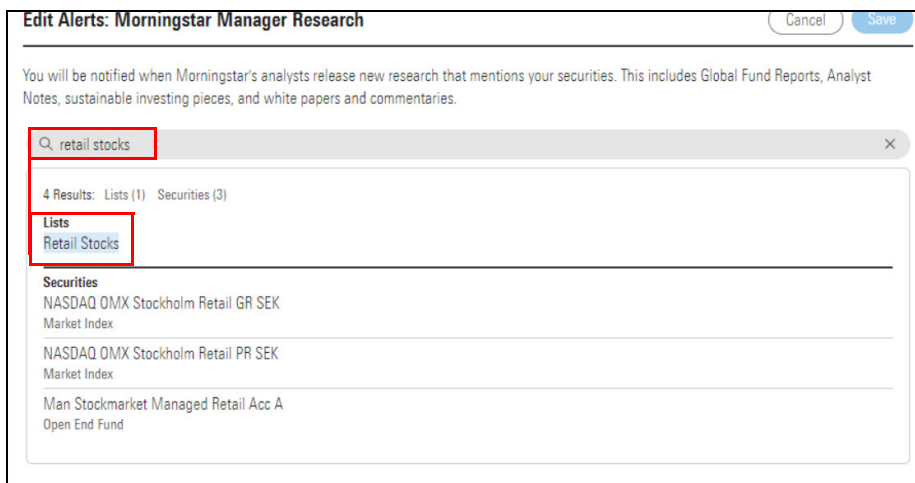 Edit Alerts: Morningstar Manager Research
Cancel
Save
You will be notified when Morningstar's analysts release new research that mentions your securities. This includes Global Fund Reports, Analyst
Notes, sustainable investing pieces, and white papers and commentaries.
retail stocks
4 Results: Lists (1) Securities (3)
Lists
Retail Stocks
Securities
NASDAQ OMX Stockholm Retail GR SEK
Market Index
NASDAQ OMX Stockholm Retail PR SEK
Market Index
Man Stockmarket Managed Retail Acc A
Open End Fund